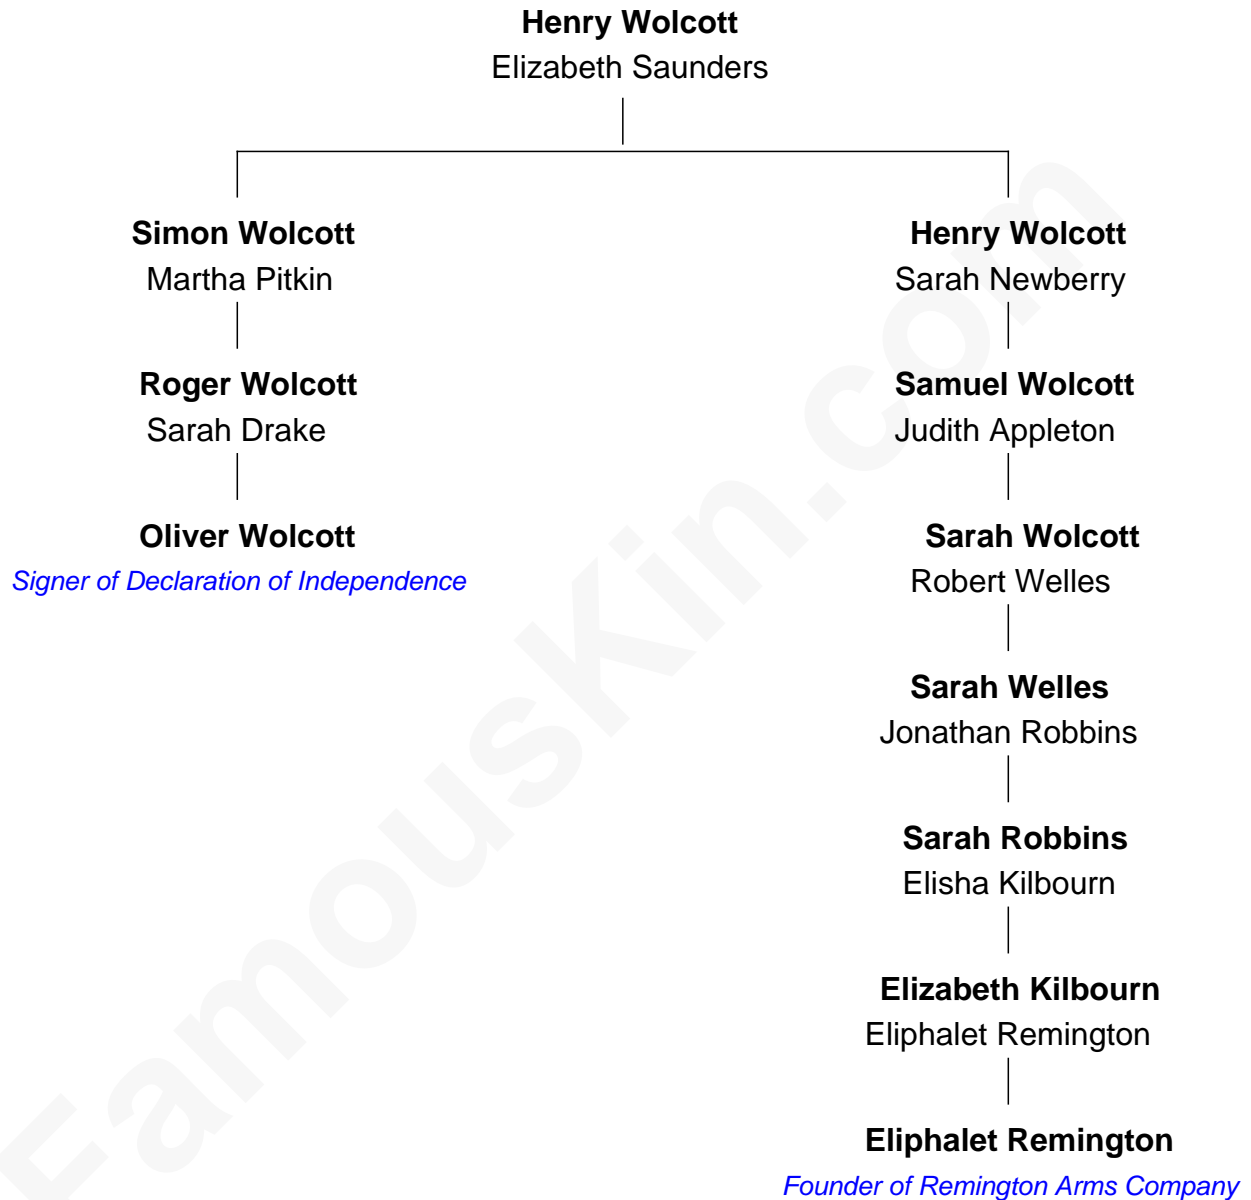 Henry Wolcott
Elizabeth Saunders
Simon Wolcott
Martha Pitkin
Roger Wolcott
Sarah Drake
Oliver Wolcott
Signer of Declaration of Independence
Henry Wolcott
Sarah Newberry
Samuel Wolcott
Judith Appleton
Sarah Wolcott
Robert Welles
Sarah Welles
Jonathan Robbins
Sarah Robbins
Elisha Kilbourn
Elizabeth Kilbourn
Eliphalet Remington
Eliphalet Remington
Founder of Remington Arms Company
FamousKin.com